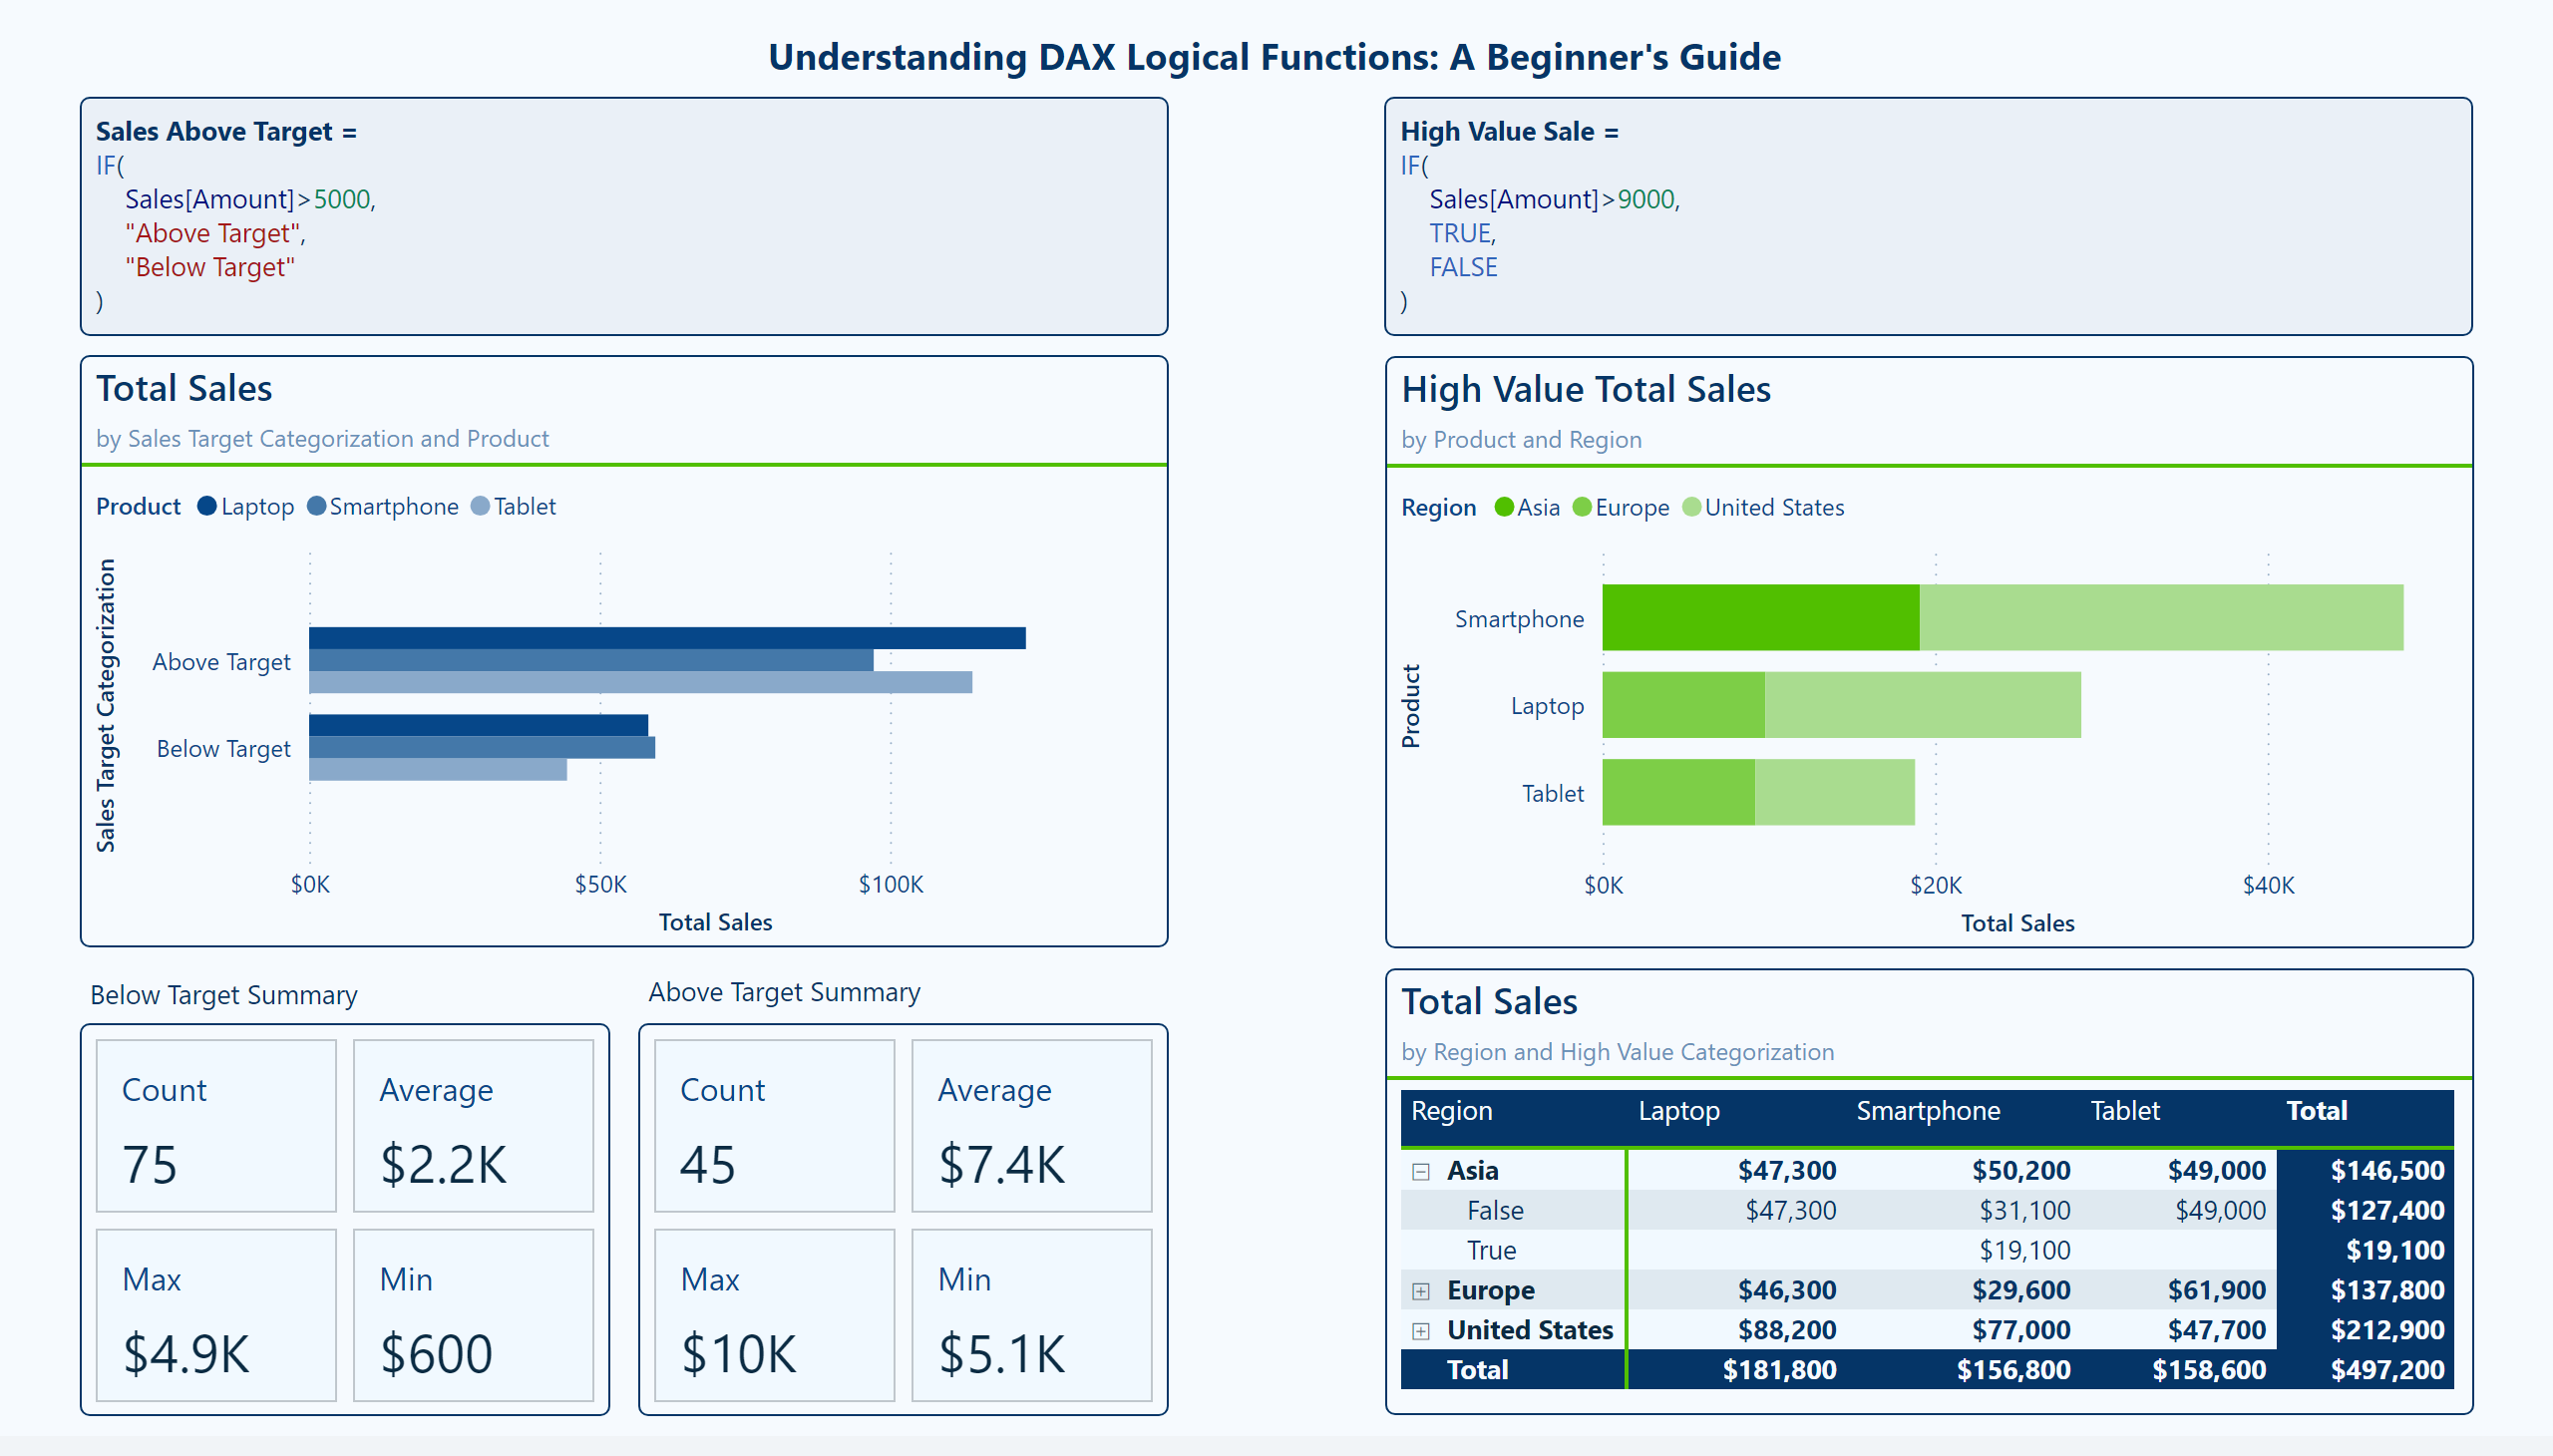 Understanding DAX Logical Functions: A Beginner's Guide
Sales Above Target =
IF(
Sales[Amount]>5000,
"Above Target",
"Below Target"
)
High Value Sale =
IF(
Sales[Amount]>9000,
TRUE,
FALSE
)
Total Sales
by Sales Target Categorization and Product
Product Laptop Smartphone Tablet
Sales Target Categorization
Above Target
Below Target
$0K $50K $100K
Total Sales
High Value Total Sales
by Product and Region
Region Asia Europe United States
Product
Smartphone
Laptop
Tablet
$0K $20K $40K
Total Sales
Below Target Summary
Count
75
Average
$2.2K
Max
$4.9K
Min
$600
Above Target Summary
Count
45
Average
$7.4K
Max
$10K
Min
$5.1K
Total Sales
by Region and High Value Categorization
Region Laptop Smartphone Tablet Total
Asia $47,300 $50,200 $49,000 $146,500
False $47,300 $31,100 $49,000 $127,400
True $19,100 $19,100
Europe $46,300 $29,600 $61,900 $137,800
United States $88,200 $77,000 $47,700 $212,900
Total $181,800 $156,800 $158,600 $497,200